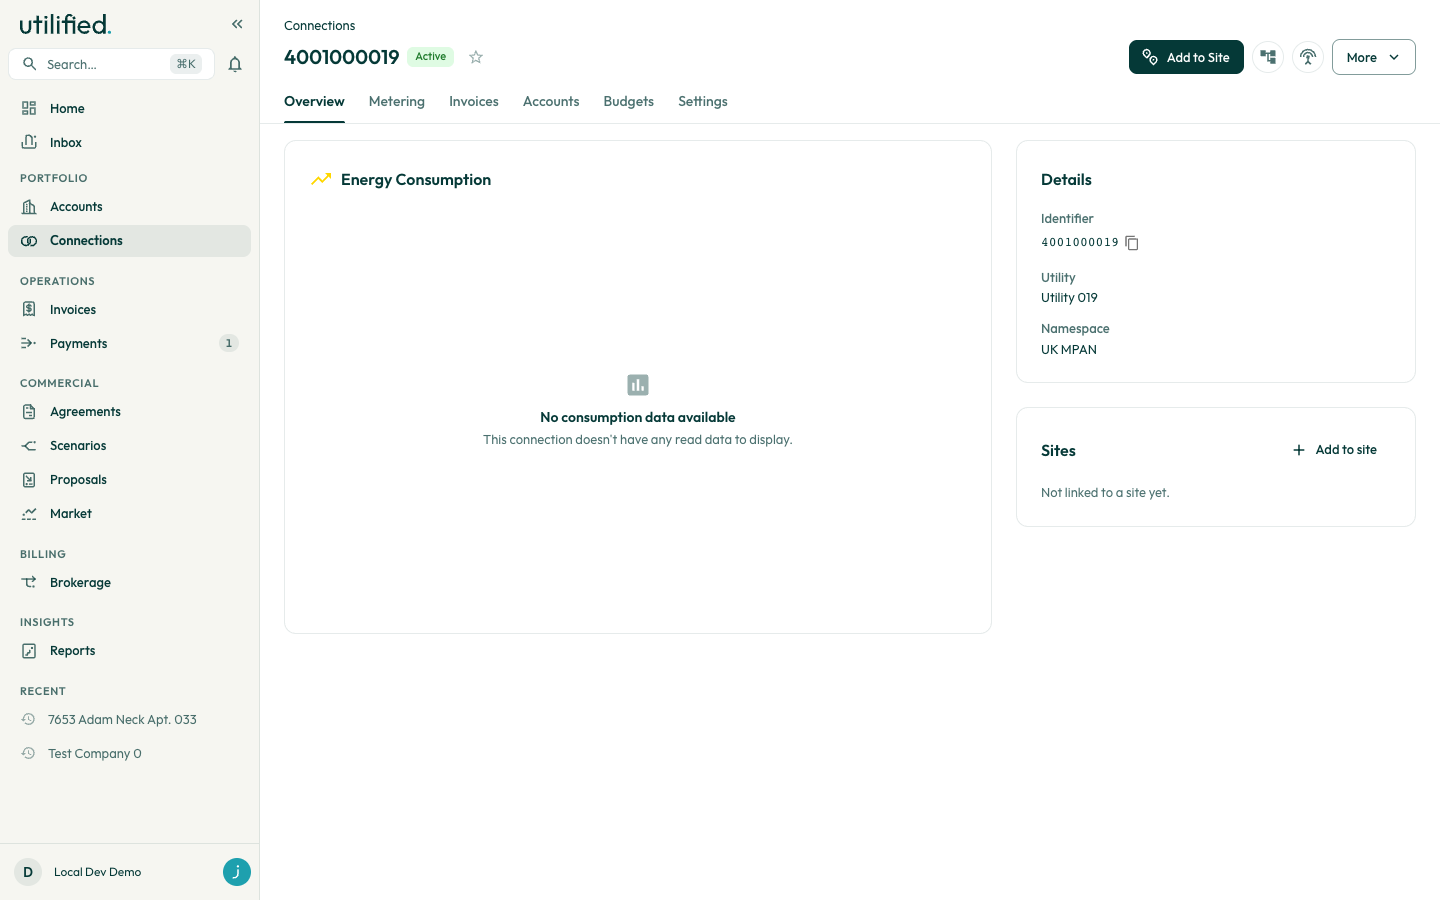 utilified.
Search...
⌘K
Home
Inbox
PORTFOLIO
Accounts
Connections
OPERATIONS
Invoices
Payments
1
COMMERCIAL
Agreements
Scenarios
Proposals
Market
BILLING
Brokerage
INSIGHTS
Reports
RECENT
7653 Adam Neck Apt. 033
Test Company 0
D
Local Dev Demo
j
Connections
4001000019
Active
Add to Site
More
Overview
Metering
Invoices
Accounts
Budgets
Settings
Energy Consumption
No consumption data available
This connection doesn't have any read data to display.
Details
Identifier
4001000019
Utility
Utility 019
Namespace
UK MPAN
Sites
Add to site
Not linked to a site yet.